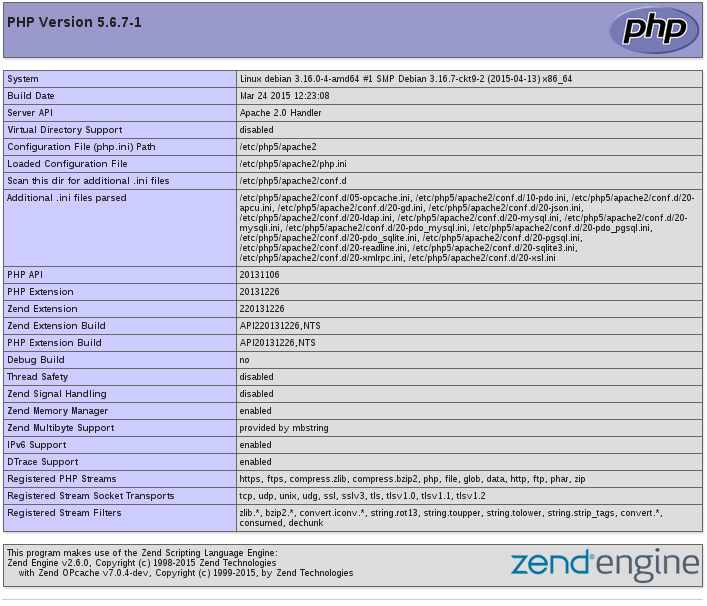 PHP Version 5.6.7-1
php
System Linux debian 3.16.0-4-amd64 #1 SMP Debian 3.16.7-ckt9-2 (2015-04-13) x86_64
Build Date Mar 24 2015 12:23:08
Server API Apache 2.0 Handler
Virtual Directory Support disabled
Configuration File (php.ini) Path /etc/php5/apache2
Loaded Configuration File /etc/php5/apache2/php.ini
Scan this dir for additional .ini files /etc/php5/apache2/conf.d
Additional .ini files parsed /etc/php5/apache2/conf.d/05-opcache.ini, /etc/php5/apache2/conf.d/10-pdo.ini, /etc/php5/apache2/conf.d/20-
apcu.ini, /etc/php5/apache2/conf.d/20-gd.ini, /etc/php5/apache2/conf.d/20-json.ini,
/etc/php5/apache2/conf.d/20-ldap.ini, /etc/php5/apache2/conf.d/20-mysql.ini, /etc/php5/apache2/conf.d/20-
mysqli.ini, /etc/php5/apache2/conf.d/20-pdo_mysql.ini, /etc/php5/apache2/conf.d/20-pdo_pgsql.ini,
/etc/php5/apache2/conf.d/20-pdo_sqlite.ini, /etc/php5/apache2/conf.d/20-pgsql.ini,
/etc/php5/apache2/conf.d/20-readline.ini, /etc/php5/apache2/conf.d/20-sqlite3.ini,
/etc/php5/apache2/conf.d/20-xmlrpc.ini, /etc/php5/apache2/conf.d/20-xsl.ini
PHP API 20131106
PHP Extension 20131226
Zend Extension 220131226
Zend Extension Build API220131226,NTS
PHP Extension Build API20131226,NTS
Debug Build no
Thread Safety disabled
Zend Signal Handling disabled
Zend Memory Manager enabled
Zend Multibyte Support provided by mbstring
IPv6 Support enabled
DTrace Support enabled
Registered PHP Streams https, ftps, compress.zlib, compress.bzip2, php, file, glob, data, http, ftp, phar, zip
Registered Stream Socket Transports tcp, udp, unix, udg, ssl, sslv3, tls, tlsv1.0, tlsv1.1, tlsv1.2
Registered Stream Filters zlib.*, bzip2.*, convert.iconv.*, string.rot13, string.toupper, string.tolower, string.strip_tags, convert.*,
consumed, dechunk
This program makes use of the Zend Scripting Language Engine:
Zend Engine v2.6.0, Copyright (c) 1998-2015 Zend Technologies
with Zend OPcache v7.0.4-dev, Copyright (c) 1999-2015, by Zend Technologies
zend engine